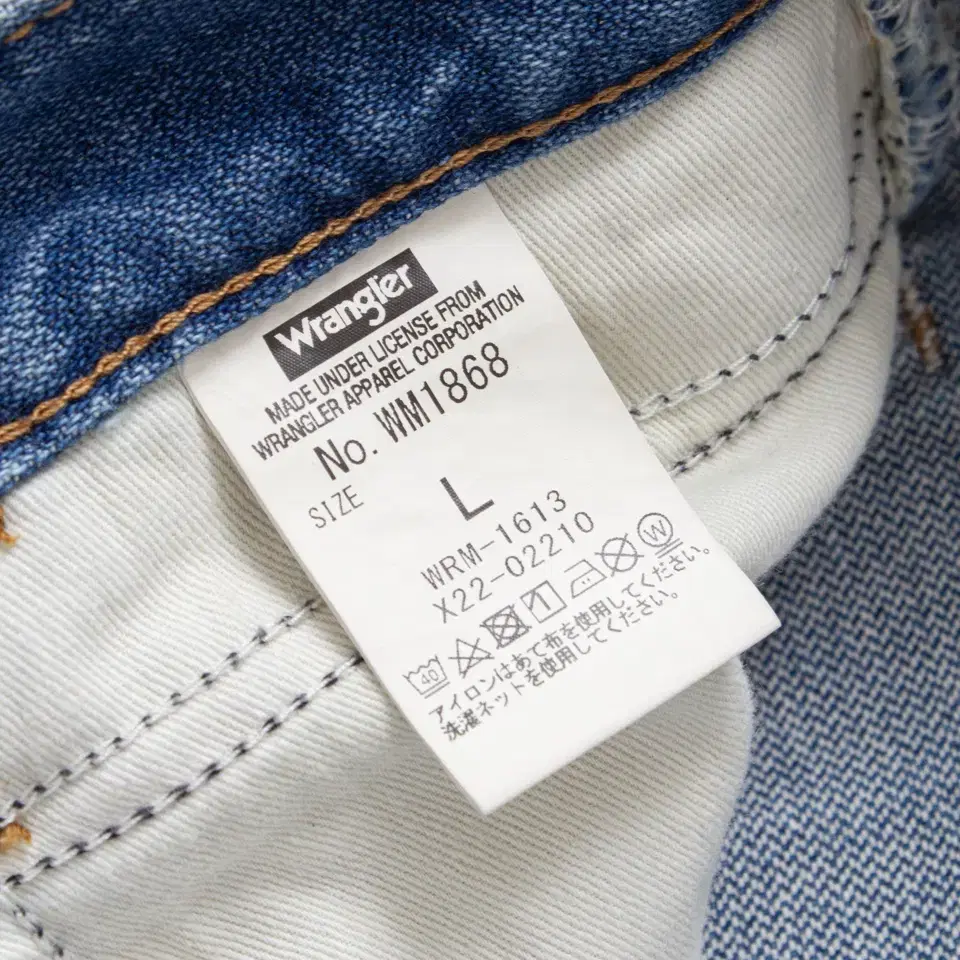 Wrangler
MADE UNDER LICENSE FROM
WRANGLER APPAREL CORPORATION
No. WM1868
SIZE L
WRM-1613
X22-02210
40 1 W
アイロンはあて布を使用してください。
洗濯ネットを使用してください。